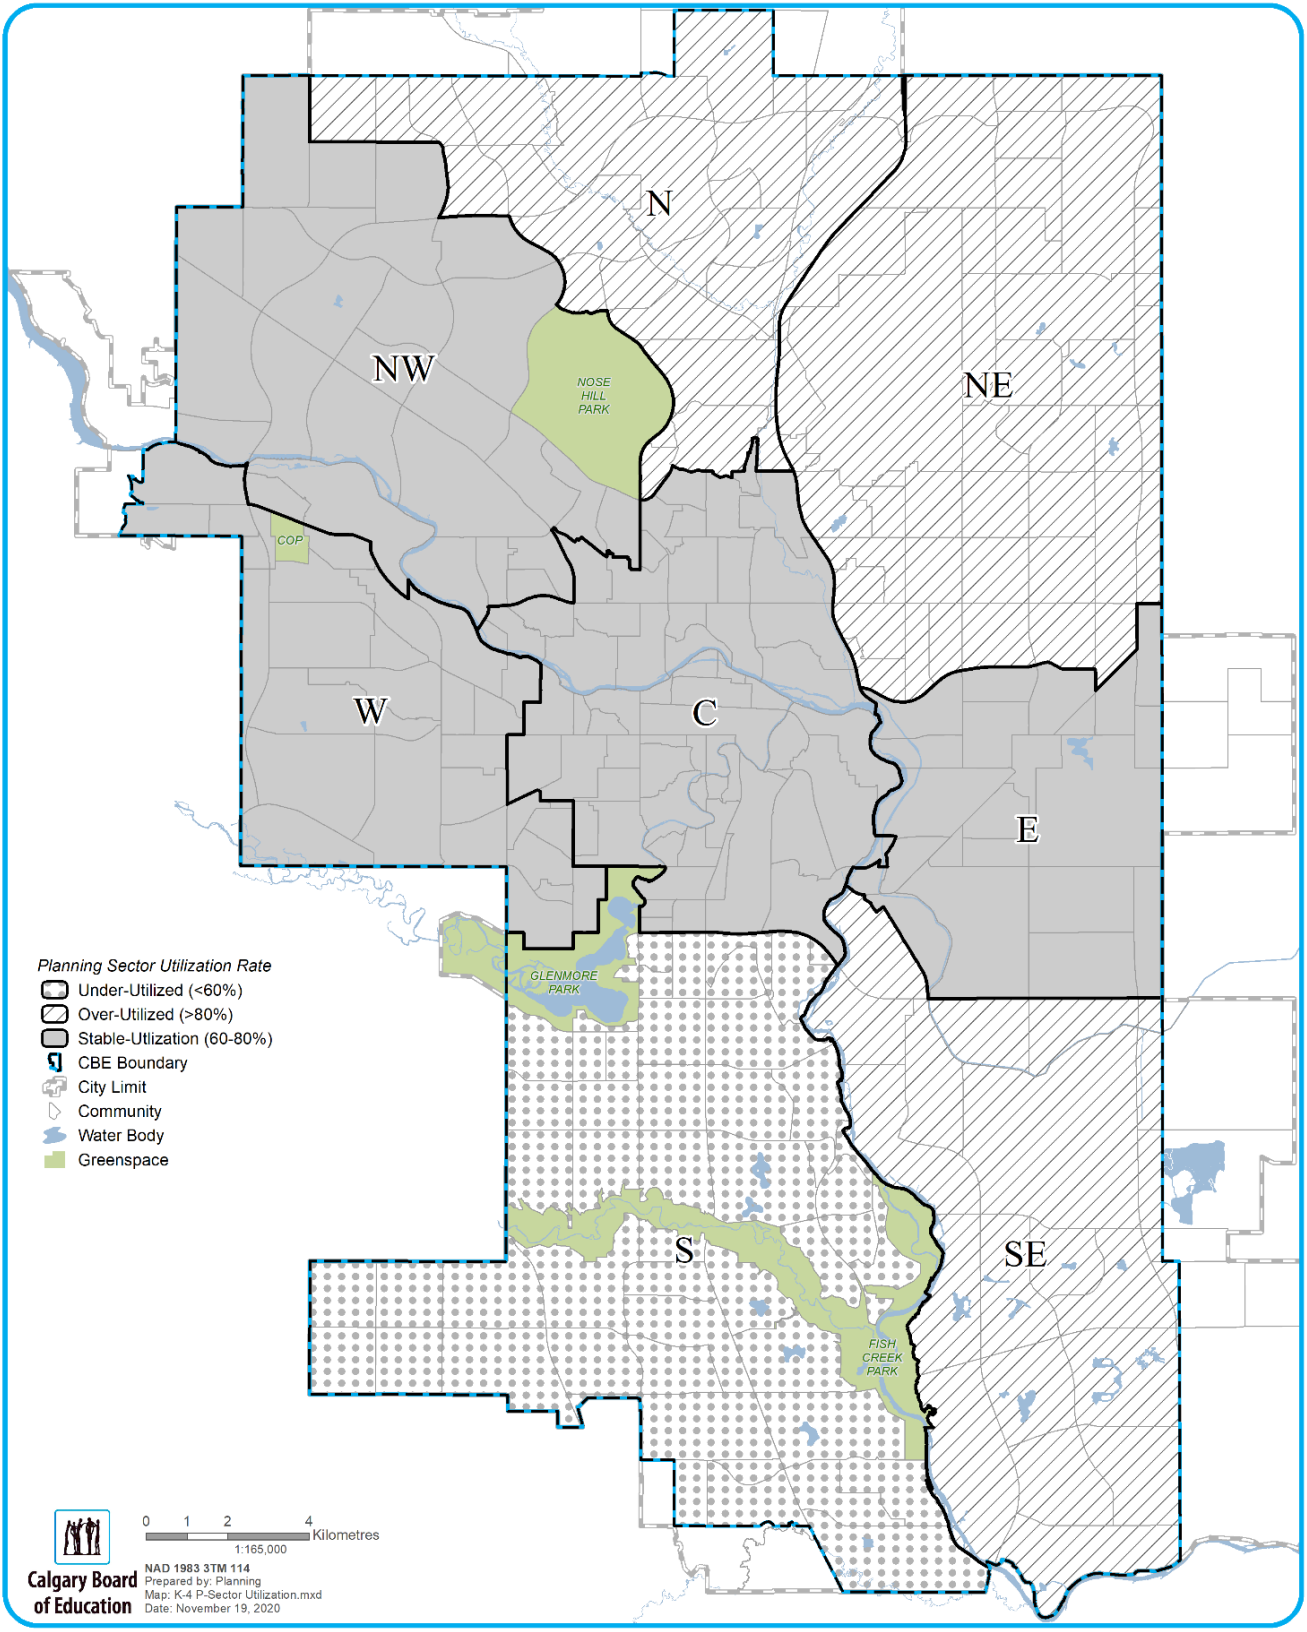 N
NW
NE
NOSE
HILL
PARK
COP
W
C
E
GLENMORE
PARK
S
SE
FISH
CREEK
PARK
Planning Sector Utilization Rate
Under-Utilized (<60%)
Over-Utilized (>80%)
Stable-Utlization (60-80%)
CBE Boundary
City Limit
Community
Water Body
Greenspace
0 1 2 4
Kilometres
1:165,000
Calgary Board
of Education
NAD 1983 3TM 114
Prepared by: Planning
Map: K-4 P-Sector Utilization.mxd
Date: November 19, 2020